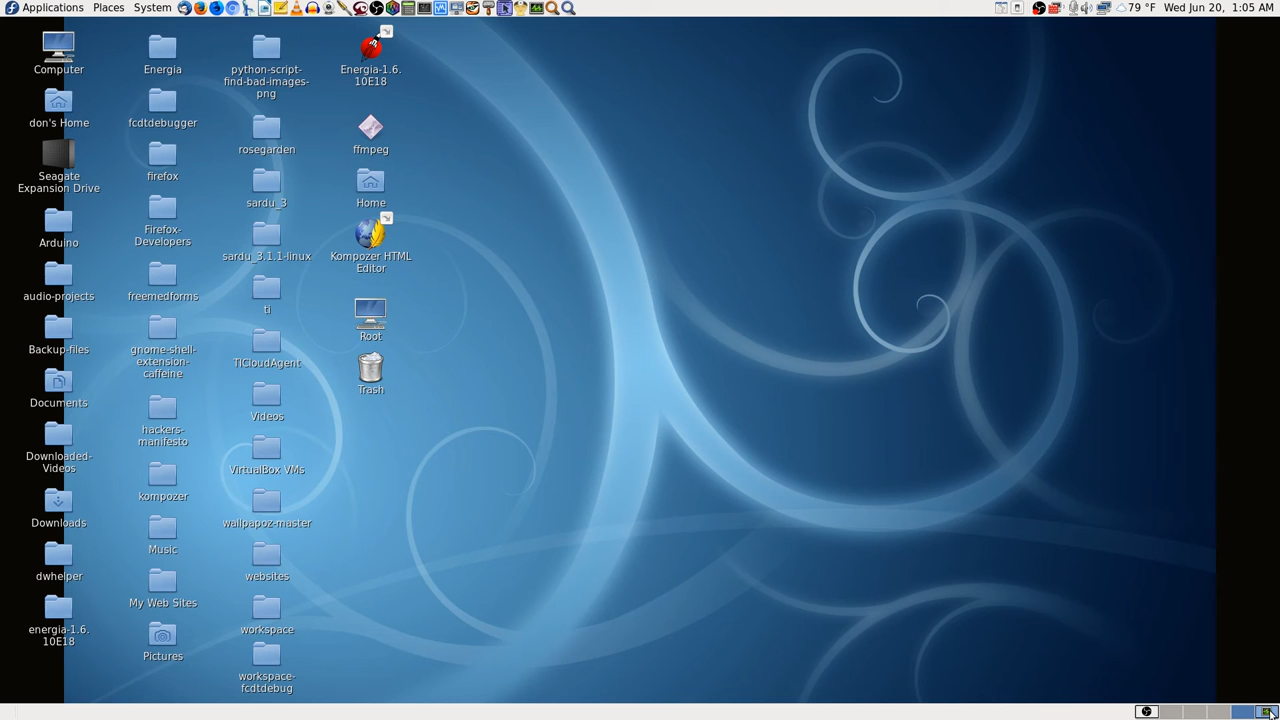 Applications Places System 79 °F Wed Jun 20, 1:05 AM
Computer
don's Home
Seagate
Expansion Drive
Arduino
audio-projects
Backup-files
Documents
Downloaded-
Videos
Downloads
dwhelper
energia-1.6.
10E18
Energia
fcdtdebugger
firefox
Firefox-
Developers
freemedforms
gnome-shell-
extension-
caffeine
hackers-
manifesto
kompozer
Music
My Web Sites
Pictures
python-script-
find-bad-images-
png
rosegarden
sardu_3
sardu_3.1.1-linux
ti
TICloudAgent
Videos
VirtualBox VMs
wallpapoz-master
websites
workspace
workspace-
fcdtdebug
Energia-1.6.
10E18
ffmpeg
Home
Kompozer HTML
Editor
Root
Trash